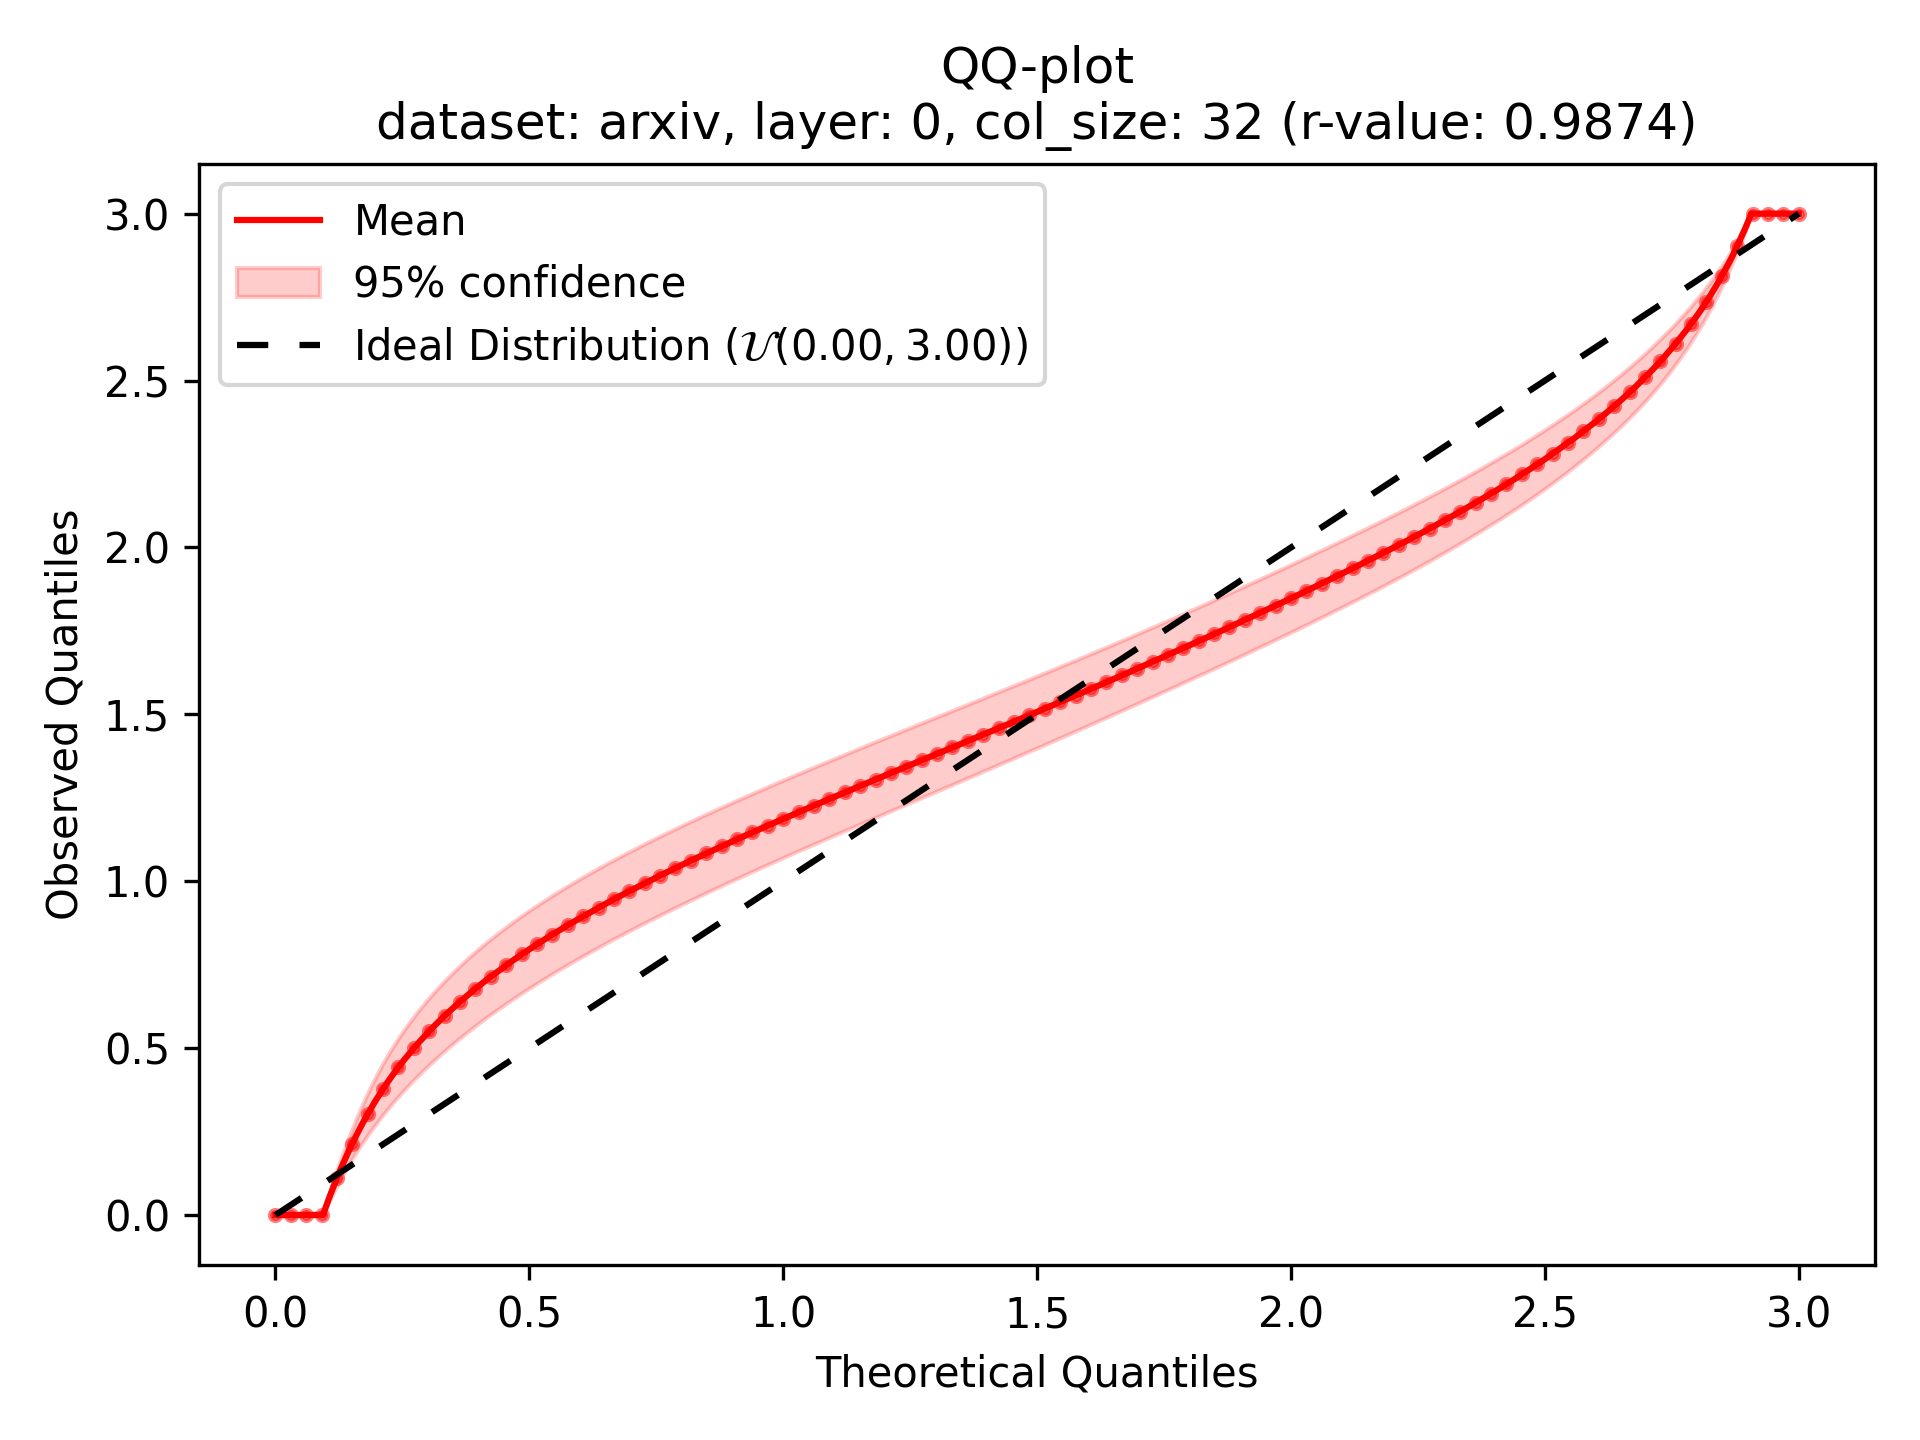 QQ-plot
dataset: arxiv, layer: 0, col_size: 32 (r-value: 0.9874)
Mean
95% confidence
Ideal Distribution (𝒰(0.00, 3.00))
3.0
2.5
2.0
1.5
1.0
0.5
0.0
Observed Quantiles
0.0 0.5 1.0 1.5 2.0 2.5 3.0
Theoretical Quantiles